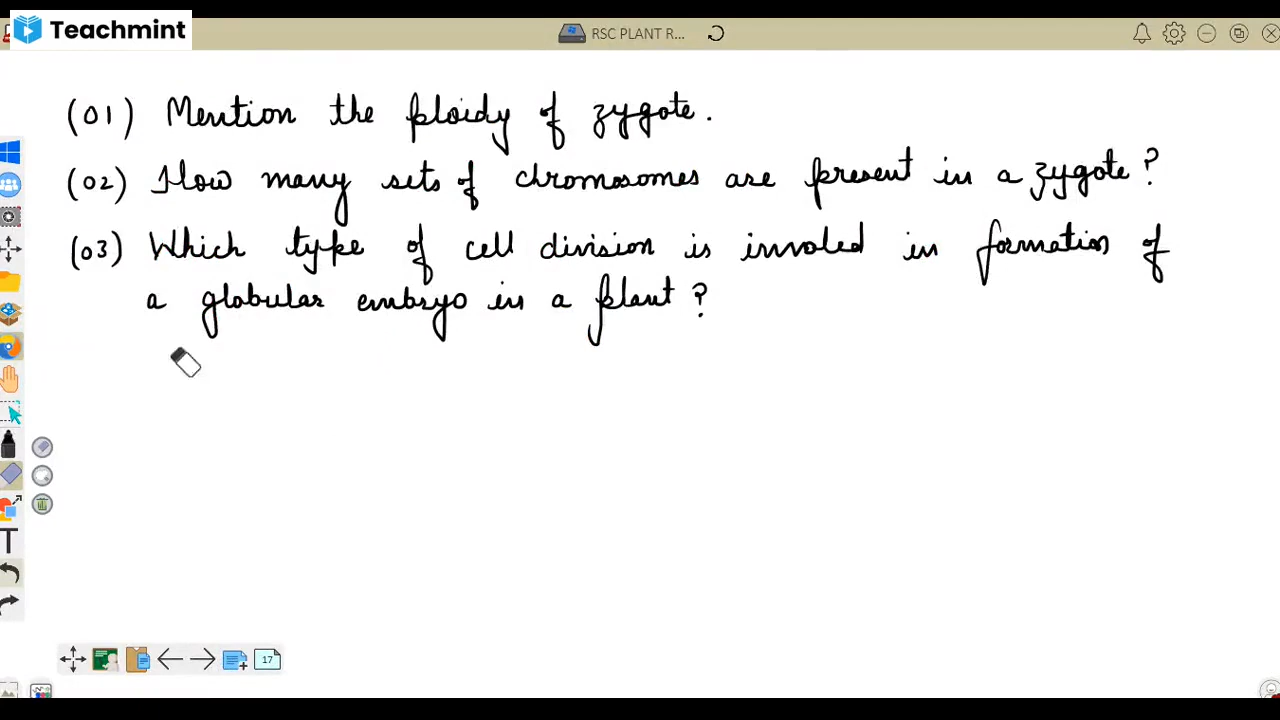 Teachmint
RSC PLANT R...
(01) Mention the ploidy of zygote.
(02) How many sets of chromosomes are present in a zygote?
(03) Which type of cell division is involed in formation of
a globular embryo in a plant?
T
17